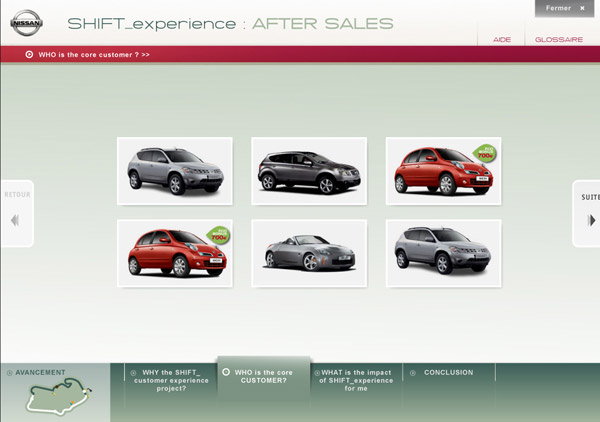 Fermer ×
NISSAN
SHIFT_experience : AFTER SALES
AIDE
GLOSSAIRE
WHO is the core customer ? >>
700€
RETOUR
SUITE
700€
AVANCEMENT
WHY the SHIFT_
customer experience
project?
WHO is the core
CUSTOMER?
WHAT is the impact
of SHIFT_experience
for me
CONCLUSION